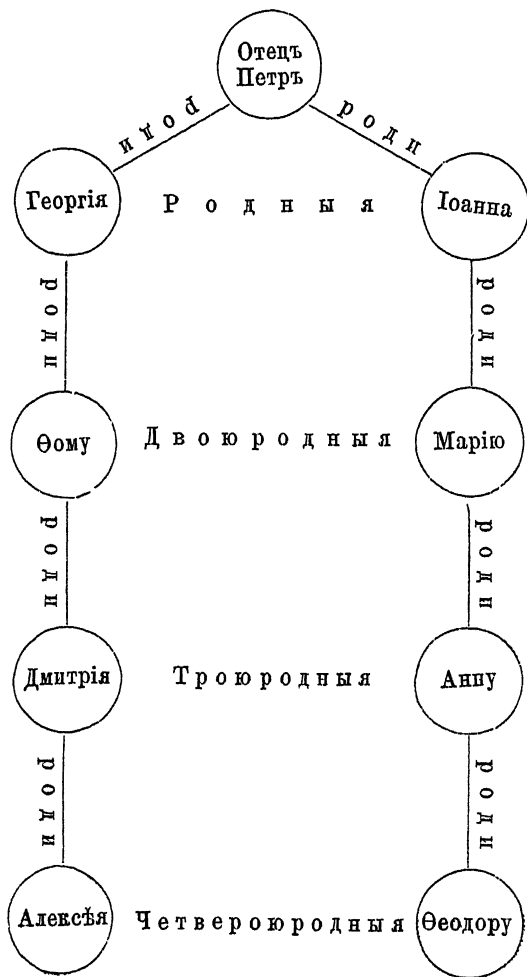 Отецъ
Петръ
роди
роди
Георгія
Родныя
Іоанна
роди
роди
Ѳому
Двоюродныя
Марію
роди
роди
Дмитрія
Троюродныя
Анну
роди
роди
Алексѣя
Четвероюродныя
Ѳеодору